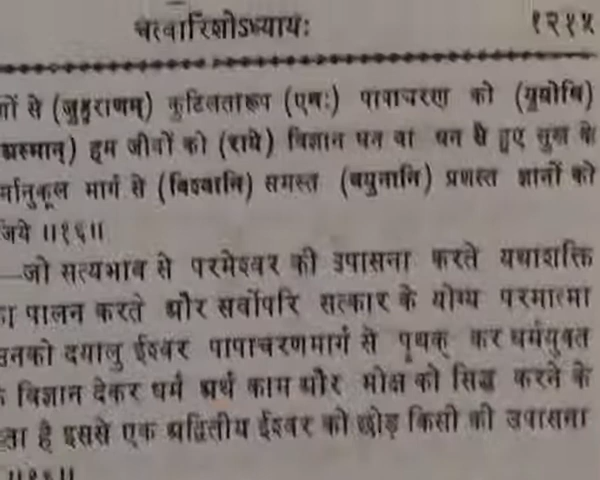 चत्वारिशोऽध्यायः १२१५
गों से (जुहुराणम्) कुटिलतारूप (एनः) पापाचरण को (युयोधि)
अस्मान्) हम जीवों को (राये) विज्ञान धन वा धन से हुए सुख के
र्मानुकूल मार्ग से (विश्वानि) समस्त (वयुनानि) प्रशस्त ज्ञानों को
जिये ॥१६॥
—जो सत्यभाव से परमेश्वर की उपासना करते यथाशक्ति
का पालन करते और सर्वोपरि सत्कार के योग्य परमात्मा
उनको दयालु ईश्वर पापाचरणमार्ग से पृथक् कर धर्मयुक्त
विज्ञान देकर धर्म अर्थ काम और मोक्ष को सिद्ध करने के
ता है इससे एक अद्वितीय ईश्वर को छोड़ किसी की उपासना
॥१६॥